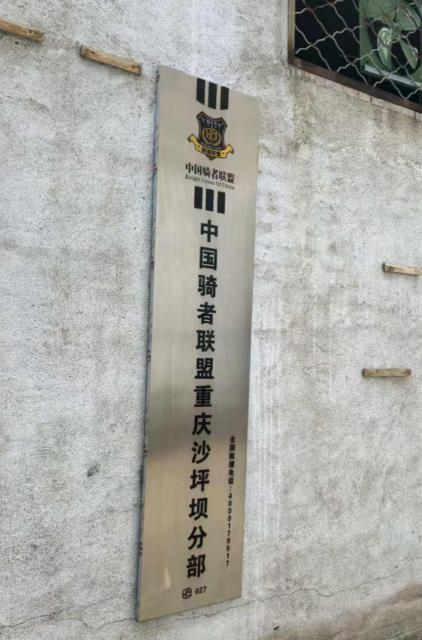 中国骑者联盟
Knight Union Of China
中国骑者联盟重庆沙坪坝分部
全国救援电话:4000179517
027